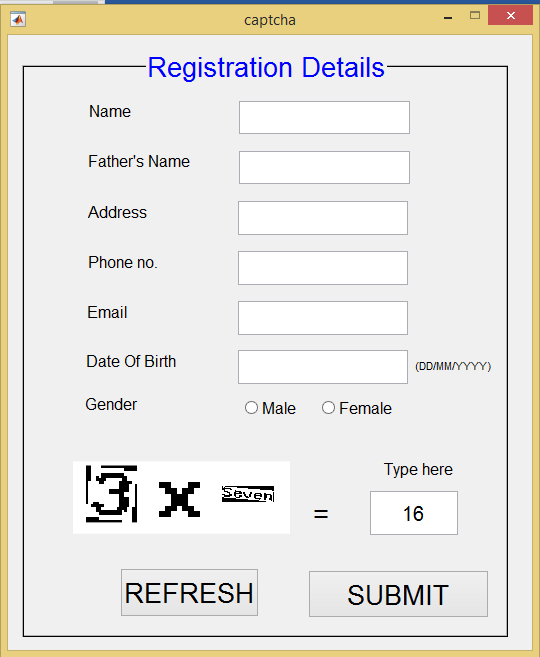 captcha
Registration Details
Name
Father's Name
Address
Phone no.
Email
Date Of Birth (DD/MM/YYYY)
Gender Male Female
Type here
3 x Seven = 16
REFRESH SUBMIT